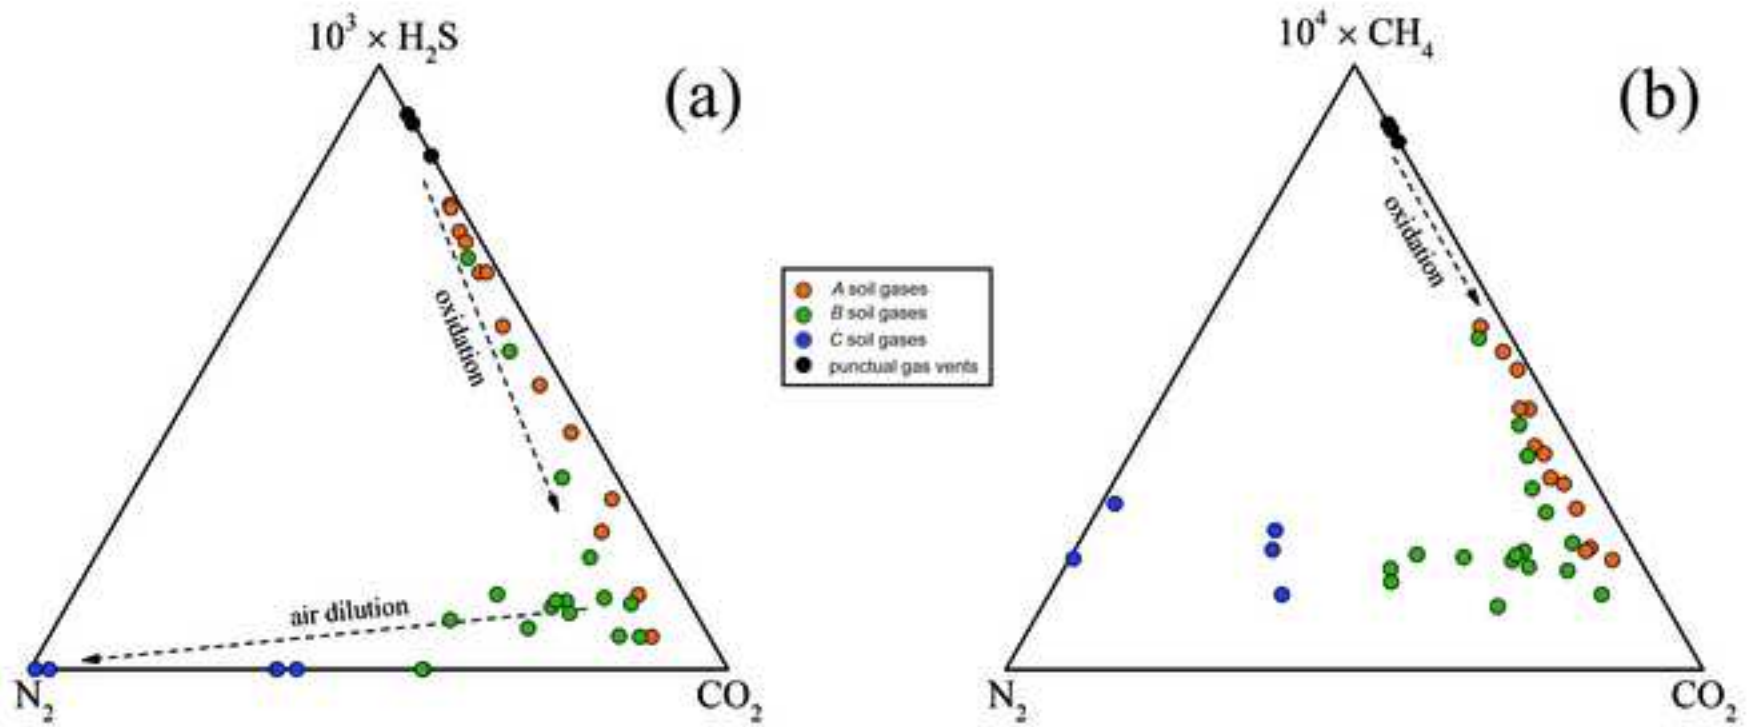 10³ × H₂S
(a)
oxidation
air dilution
N₂
CO₂
A soil gases
B soil gases
C soil gases
punctual gas vents
10⁴ × CH₄
(b)
oxidation
N₂
CO₂